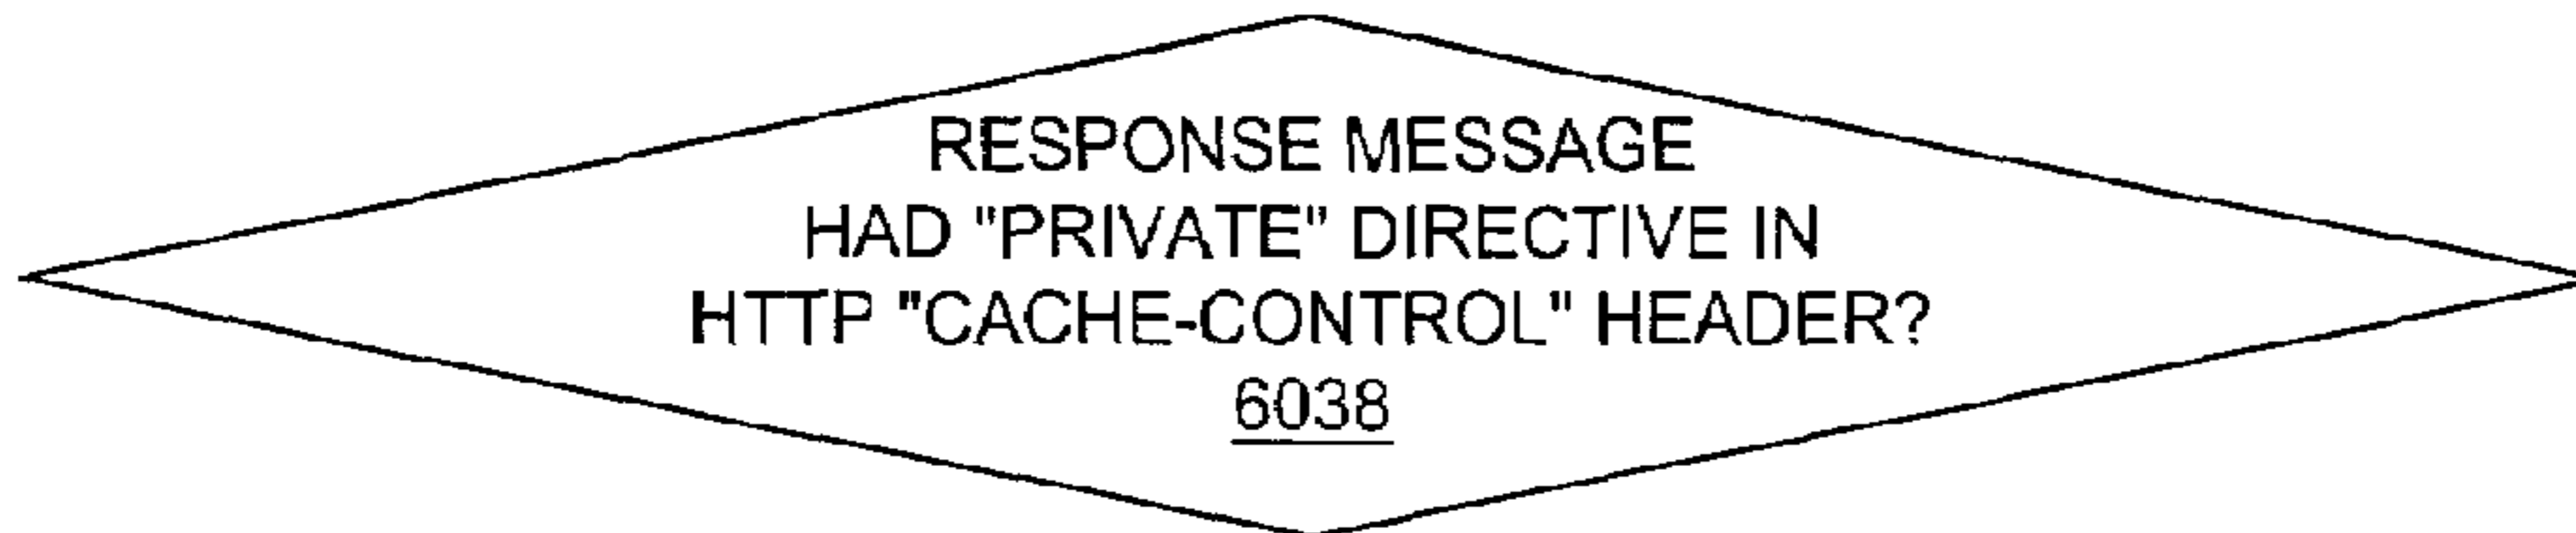 RESPONSE MESSAGE
HAD "PRIVATE" DIRECTIVE IN
HTTP "CACHE-CONTROL" HEADER?
6038